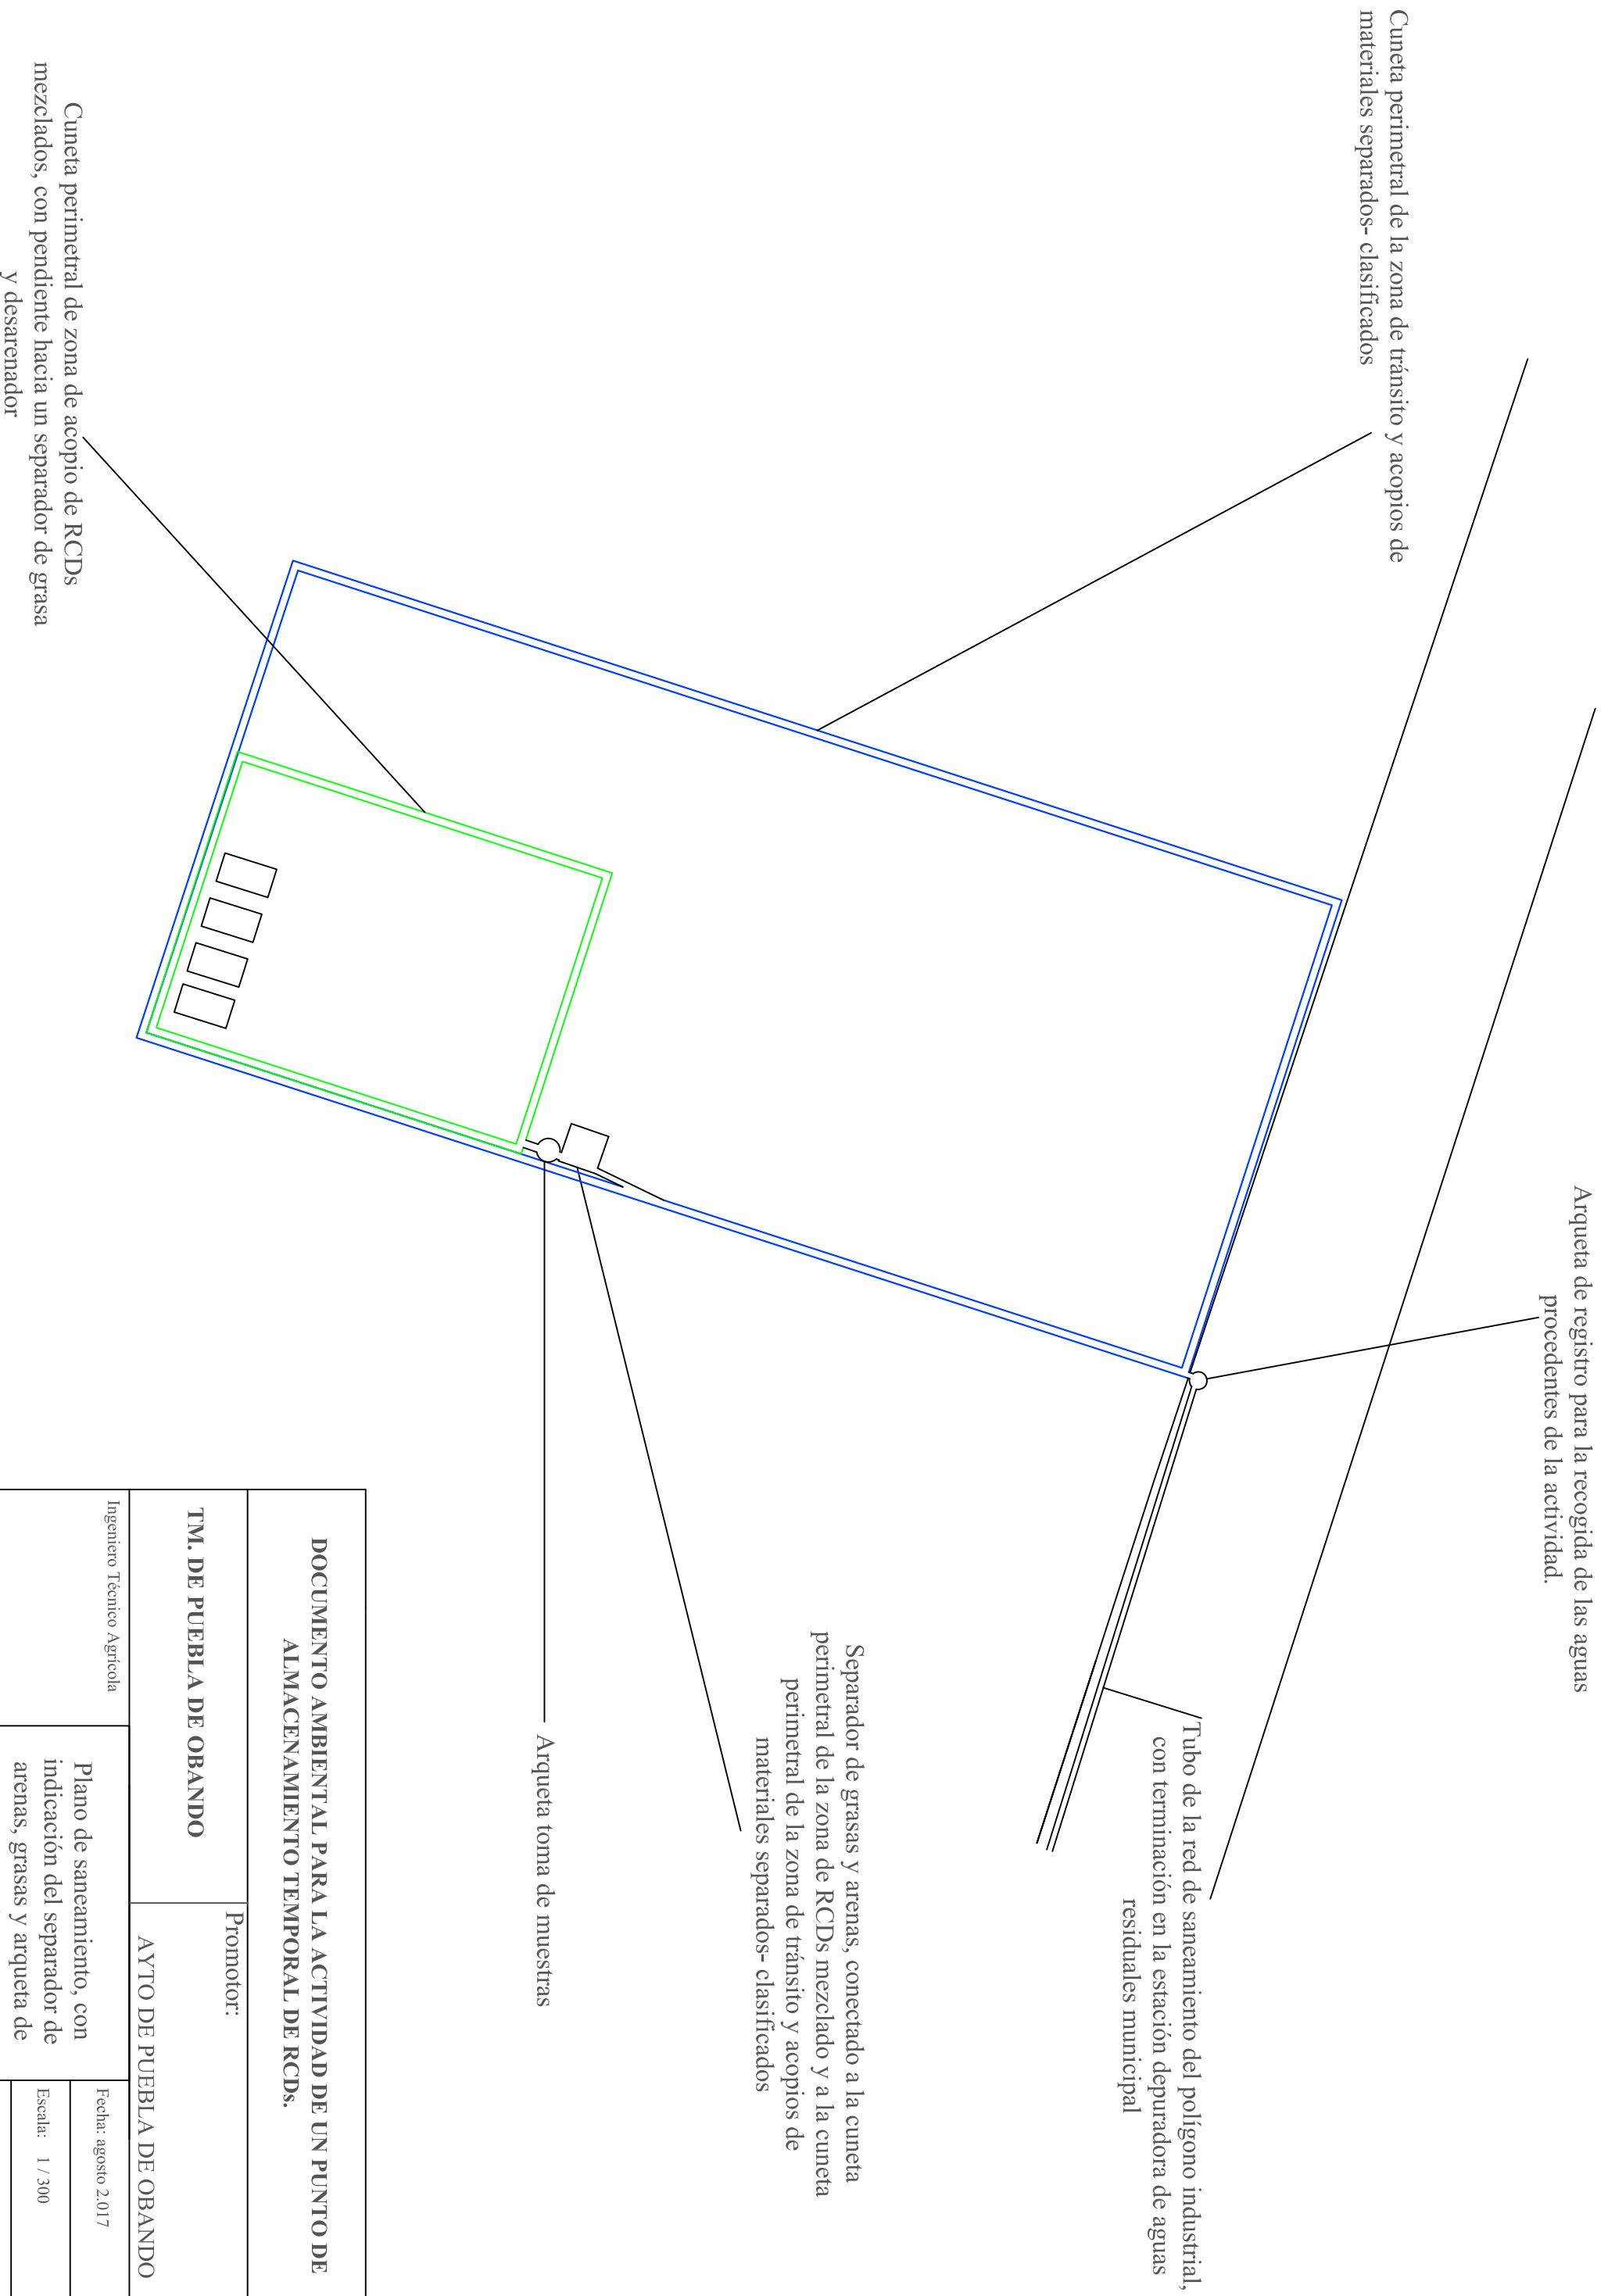 Cuneta perimetral de la zona de tránsito y acopios de
materiales separados- clasificados
Arqueta de registro para la recogida de las aguas
procedentes de la actividad.
Tubo de la red de saneamiento del polígono industrial,
con terminación en la estación depuradora de aguas
residuales municipal
Separador de grasas y arenas, conectado a la cuneta
perimetral de la zona de RCDs mezclado y a la cuneta
perimetral de la zona de tránsito y acopios de
materiales separados- clasificados
Arqueta toma de muestras
Cuneta perimetral de zona de acopio de RCDs
mezclados, con pendiente hacia un separador de grasa
y desarenador
DOCUMENTO AMBIENTAL PARA LA ACTIVIDAD DE UN PUNTO DE
ALMACENAMIENTO TEMPORAL DE RCDs.
TM. DE PUEBLA DE OBANDO
Promotor:
AYTO DE PUEBLA DE OBANDO
Ingeniero Técnico Agrícola
Plano de saneamiento, con
indicación del separador de
arenas, grasas y arqueta de
Fecha: agosto 2.017
Escala: 1 / 300